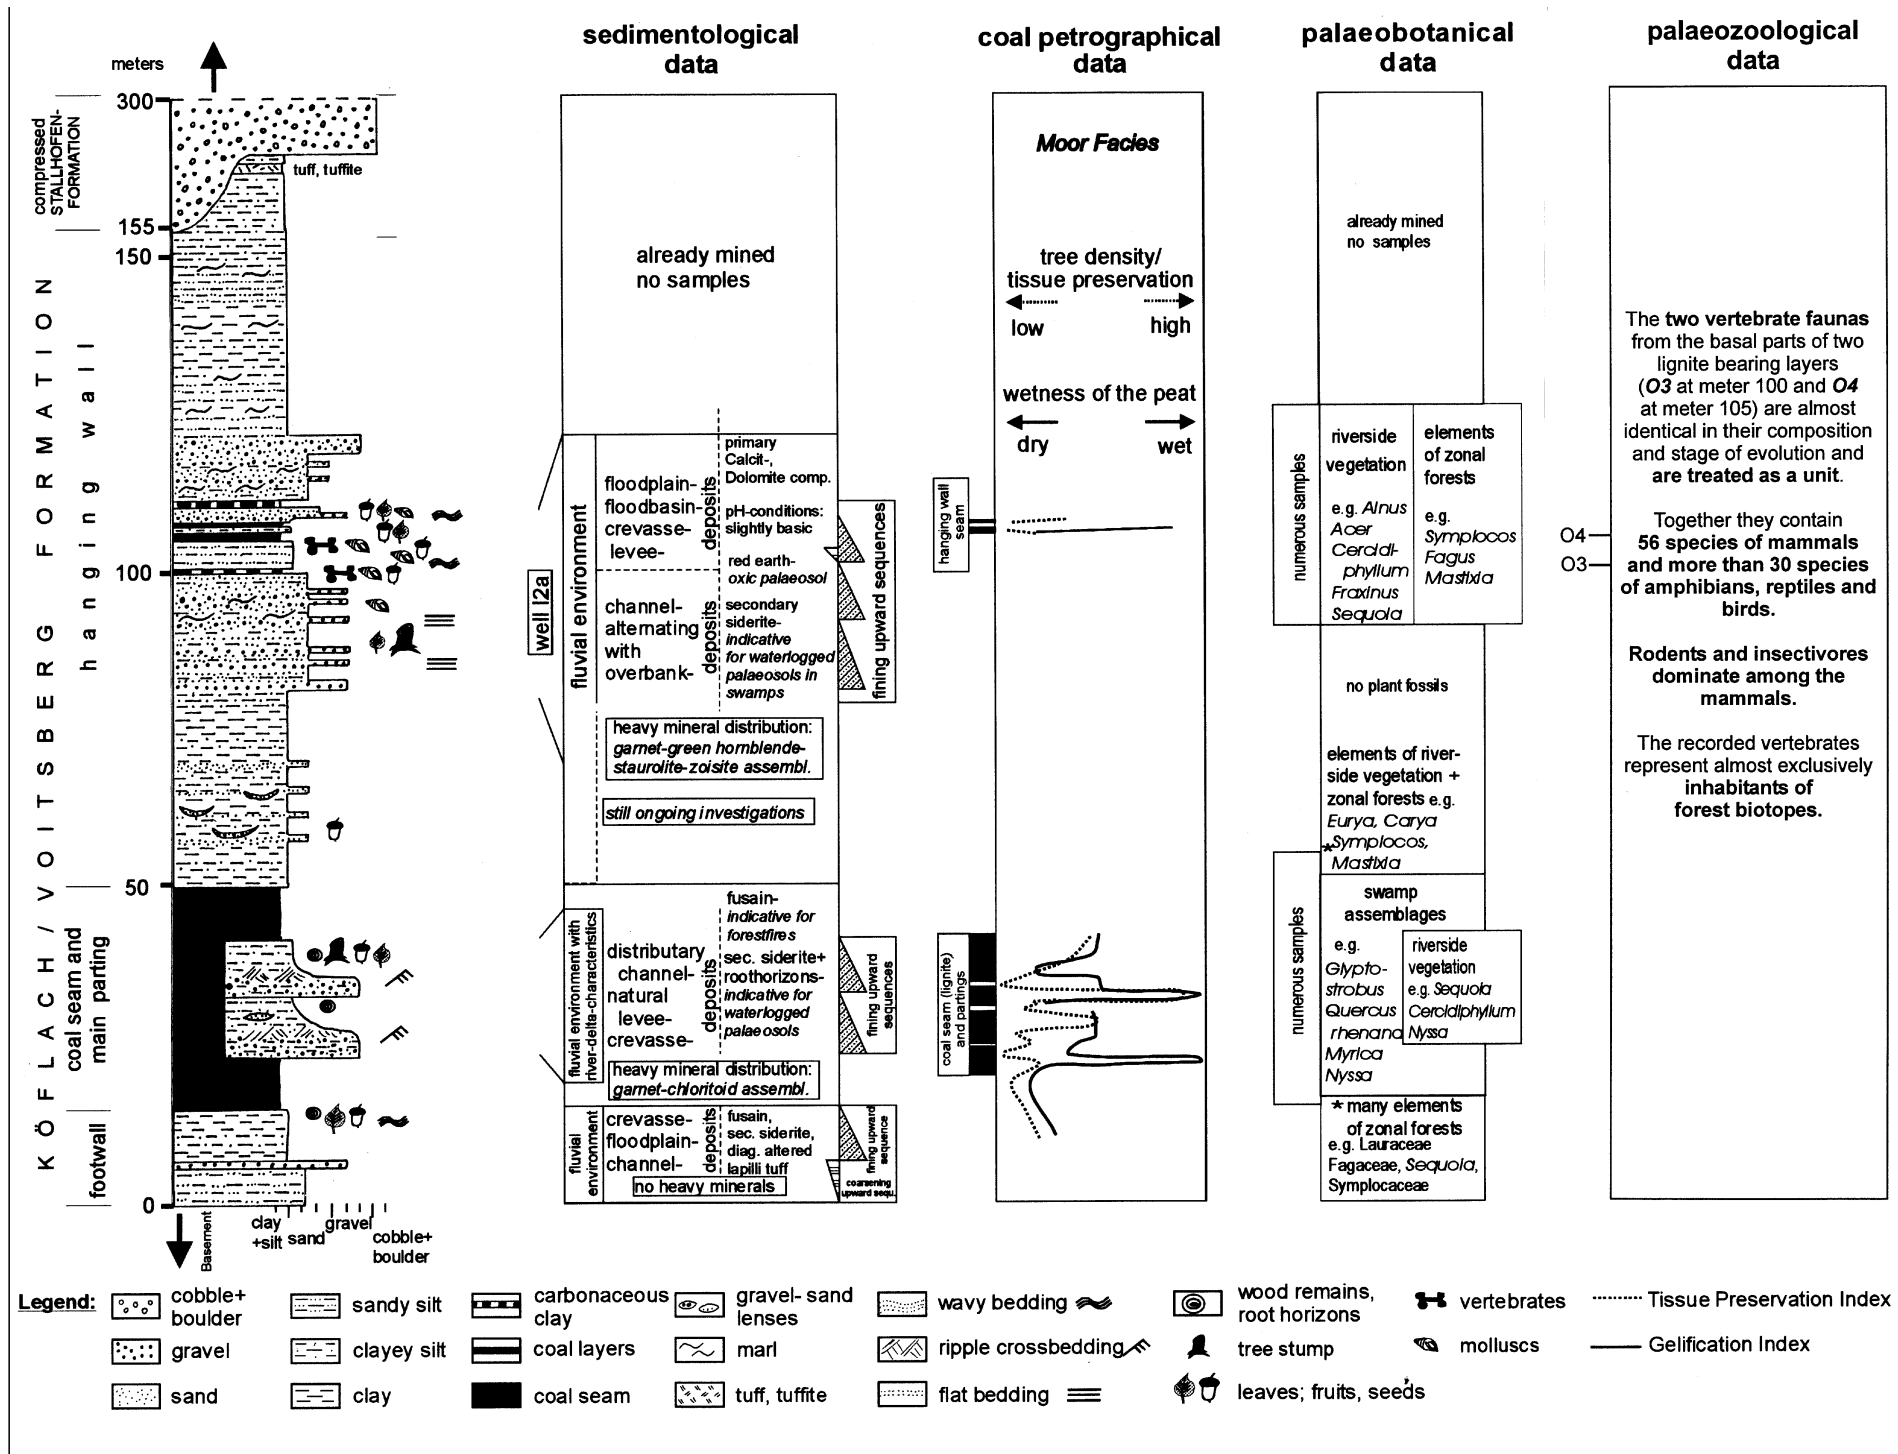 sedimentological
data
coal petrographical
data
palaeobotanical
data
palaeozoological
data
meters
300
155
150
100
50
0
compressed
STALLHOFEN-
FORMATION
KÖFLACH / VOITSBERG FORMATION
hanging wall
coal seam and
main parting
footwall
tuff, tuffite
Basement
clay
+silt
sand
gravel
cobble+
boulder
already mined
no samples
well I2a
fluvial environment
floodplain-
floodbasin-
crevasse-
levee-
deposits
primary
Calcit-,
Dolomite comp.
pH-conditions:
slightly basic
red earth-
oxic palaeosol
channel-
alternating
with
overbank-
deposits
secondary
siderite-
indicative
for waterlogged
palaeosols in
swamps
fining upward sequences
heavy mineral distribution:
garnet-green hornblende-
staurolite-zoisite assembl.
still ongoing investigations
fluvial environment with
river-delta-characteristics
distributary
channel-
natural
levee-
crevasse-
deposits
fusain-
indicative for
forestfires
sec. siderite+
roothorizons-
indicative for
waterlogged
palaeosols
fining upward
sequences
heavy mineral distribution:
garnet-chloritoid assembl.
fluvial
environment
crevasse-
floodplain-
channel-
deposits
fusain,
sec. siderite,
diag. altered
lapilli tuff
no heavy minerals
fining upward
sequence
coarsening
upward sequ.
Moor Facies
tree density/
tissue preservation
low
high
wetness of the peat
dry
wet
hanging wall
seam
coal seam (lignite)
and partings
already mined
no samples
numerous samples
riverside
vegetation
e.g. Alnus
Acer
Cercidi-
phyllum
Fraxinus
Sequoia
elements
of zonal
forests
e.g.
Symplocos
Fagus
Mastixia
no plant fossils
elements of river-
side vegetation +
zonal forests e.g.
Eurya, Carya
*Symplocos,
Mastixia
numerous samples
swamp
assemblages
e.g.
Glypto-
strobus
Quercus
rhenana
Myrica
Nyssa
riverside
vegetation
e.g. Sequoia
Cercidiphyllum
Nyssa
* many elements
of zonal forests
e.g. Lauraceae
Fagaceae, Sequoia,
Symplocaceae
O4
O3
The two vertebrate faunas
from the basal parts of two
lignite bearing layers
(O3 at meter 100 and O4
at meter 105) are almost
identical in their composition
and stage of evolution and
are treated as a unit.
Together they contain
56 species of mammals
and more than 30 species
of amphibians, reptiles and
birds.
Rodents and insectivores
dominate among the
mammals.
The recorded vertebrates
represent almost exclusively
inhabitants of
forest biotopes.
Legend:
cobble+
boulder
gravel
sand
sandy silt
clayey silt
clay
carbonaceous
clay
coal layers
coal seam
gravel- sand
lenses
marl
tuff, tuffite
wavy bedding
ripple crossbedding
flat bedding
wood remains,
root horizons
tree stump
leaves; fruits, seeds
vertebrates
molluscs
Tissue Preservation Index
Gelification Index